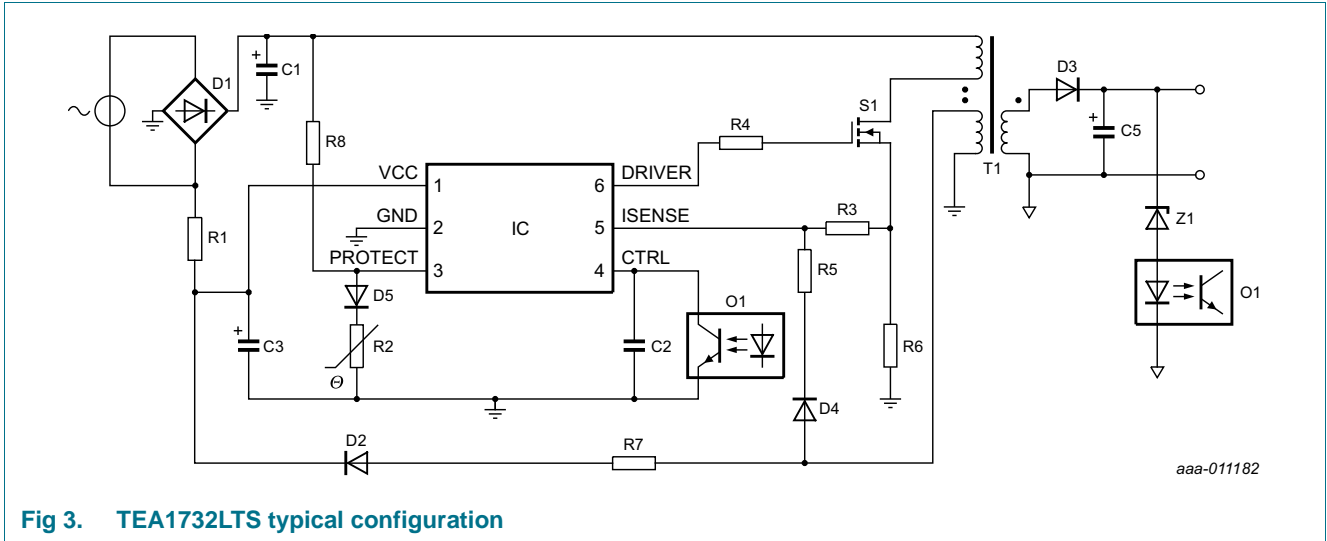 D1
C1
R8
R1
C3
VCC
GND
PROTECT
1
2
3
IC
6
5
4
DRIVER
ISENSE
CTRL
D5
R2
Θ
R4
S1
R3
R5
R6
C2
O1
D4
D2
R7
T1
D3
C5
Z1
O1
+
+
+
aaa-011182
Fig 3. TEA1732LTS typical configuration